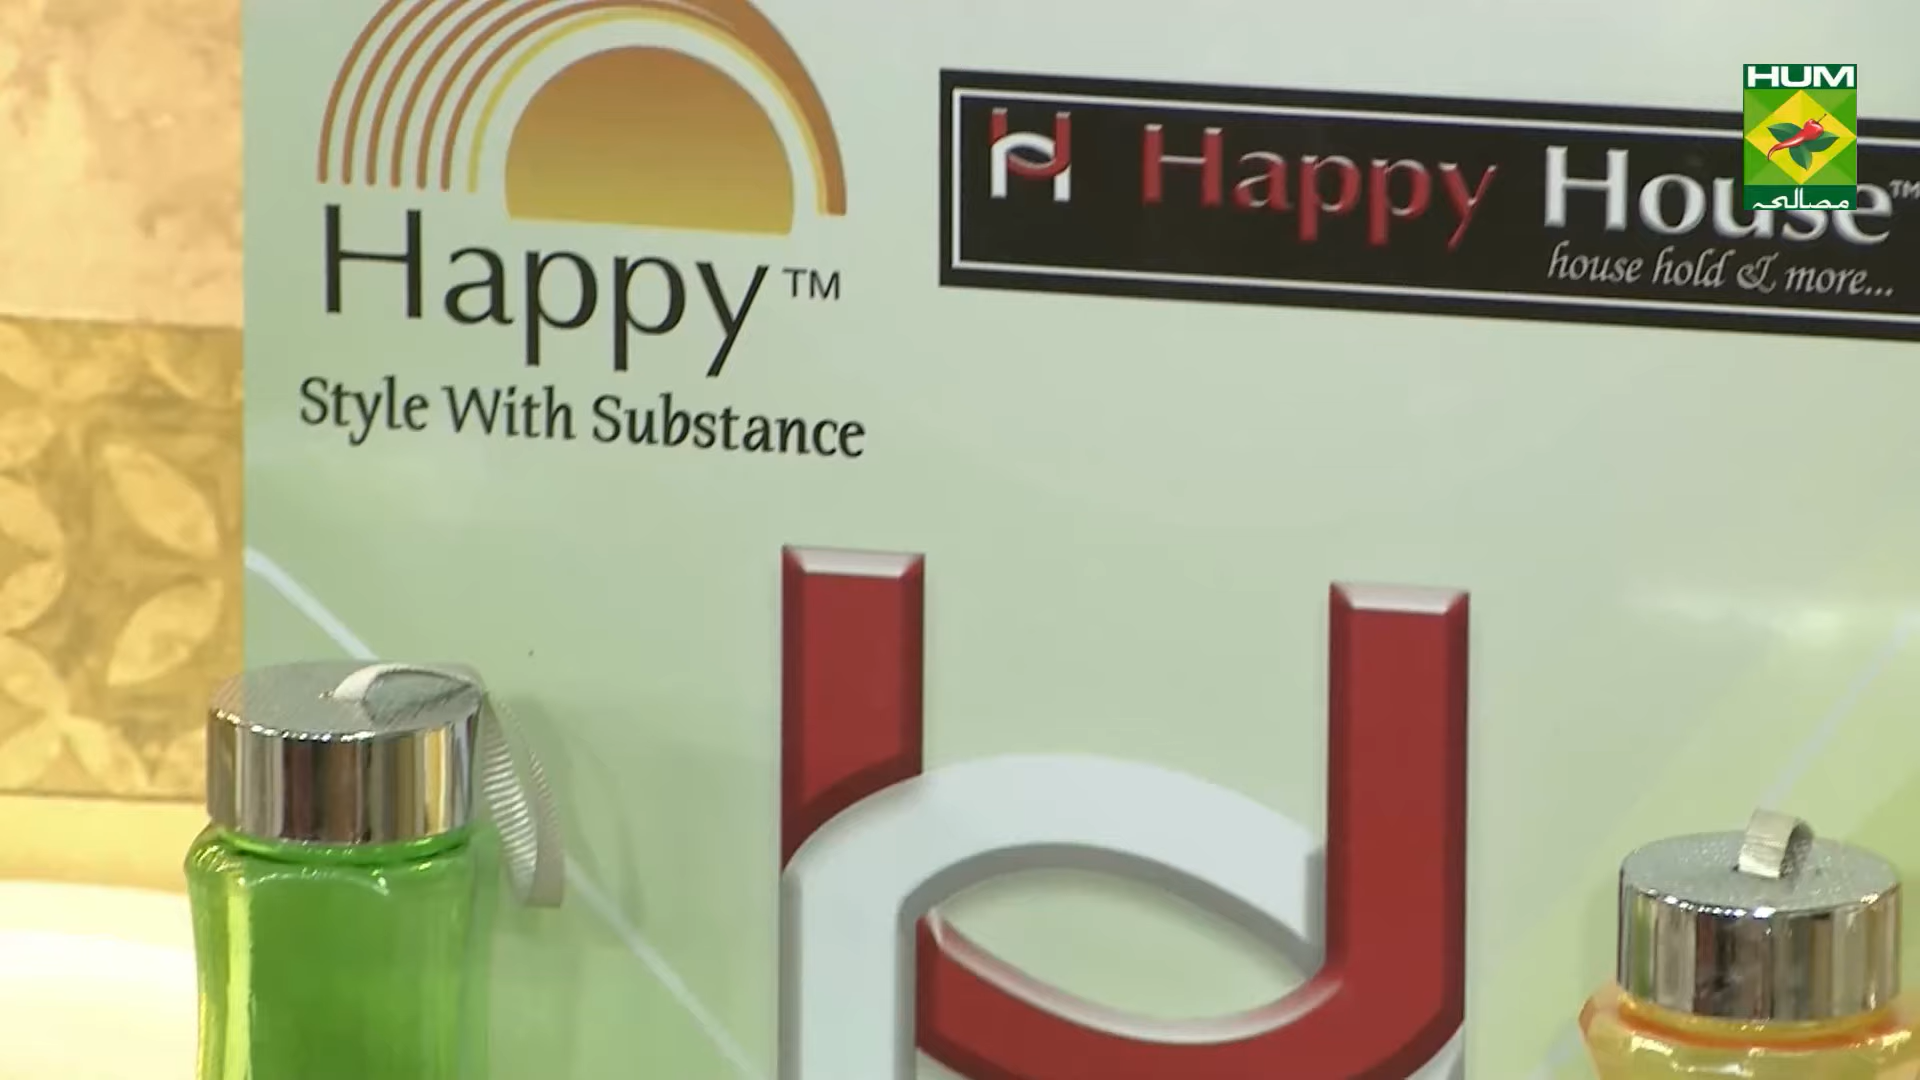 Happy™
Style With Substance
Happy House™
house hold & more...
HUM
مصالحہ